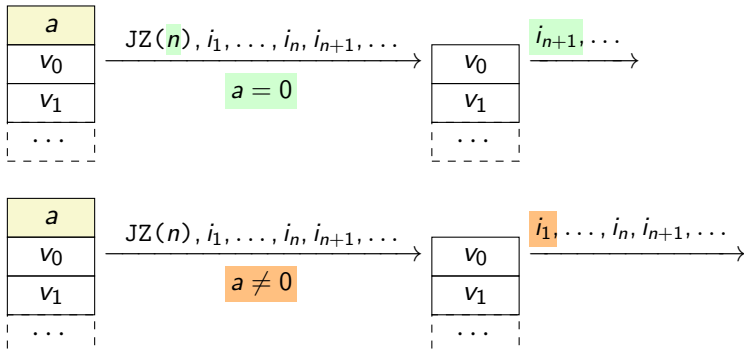 a
JZ(n), i₁, . . . , iₙ, iₙ₊₁, . . .
iₙ₊₁, . . .
v₀
v₀
a = 0
v₁
v₁
· · ·
· · ·
a
JZ(n), i₁, . . . , iₙ, iₙ₊₁, . . .
i₁, . . . , iₙ, iₙ₊₁, . . .
v₀
v₀
a ≠ 0
v₁
v₁
· · ·
· · ·